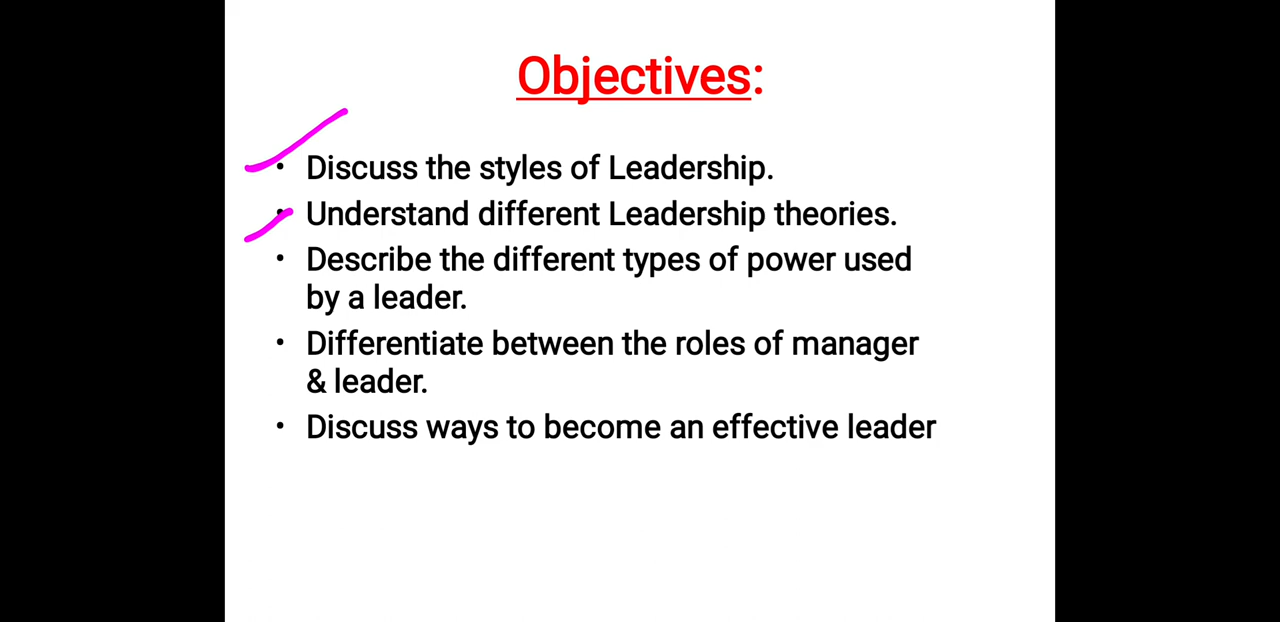 Objectives:
• Discuss the styles of Leadership.
• Understand different Leadership theories.
• Describe the different types of power used
by a leader.
• Differentiate between the roles of manager
& leader.
• Discuss ways to become an effective leader